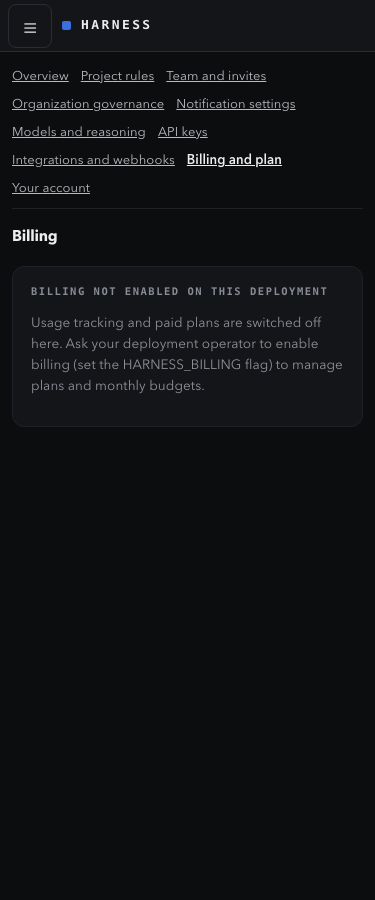 HARNESS
Overview Project rules Team and invites
Organization governance Notification settings
Models and reasoning API keys
Integrations and webhooks Billing and plan
Your account
Billing
BILLING NOT ENABLED ON THIS DEPLOYMENT
Usage tracking and paid plans are switched off
here. Ask your deployment operator to enable
billing (set the HARNESS_BILLING flag) to manage
plans and monthly budgets.